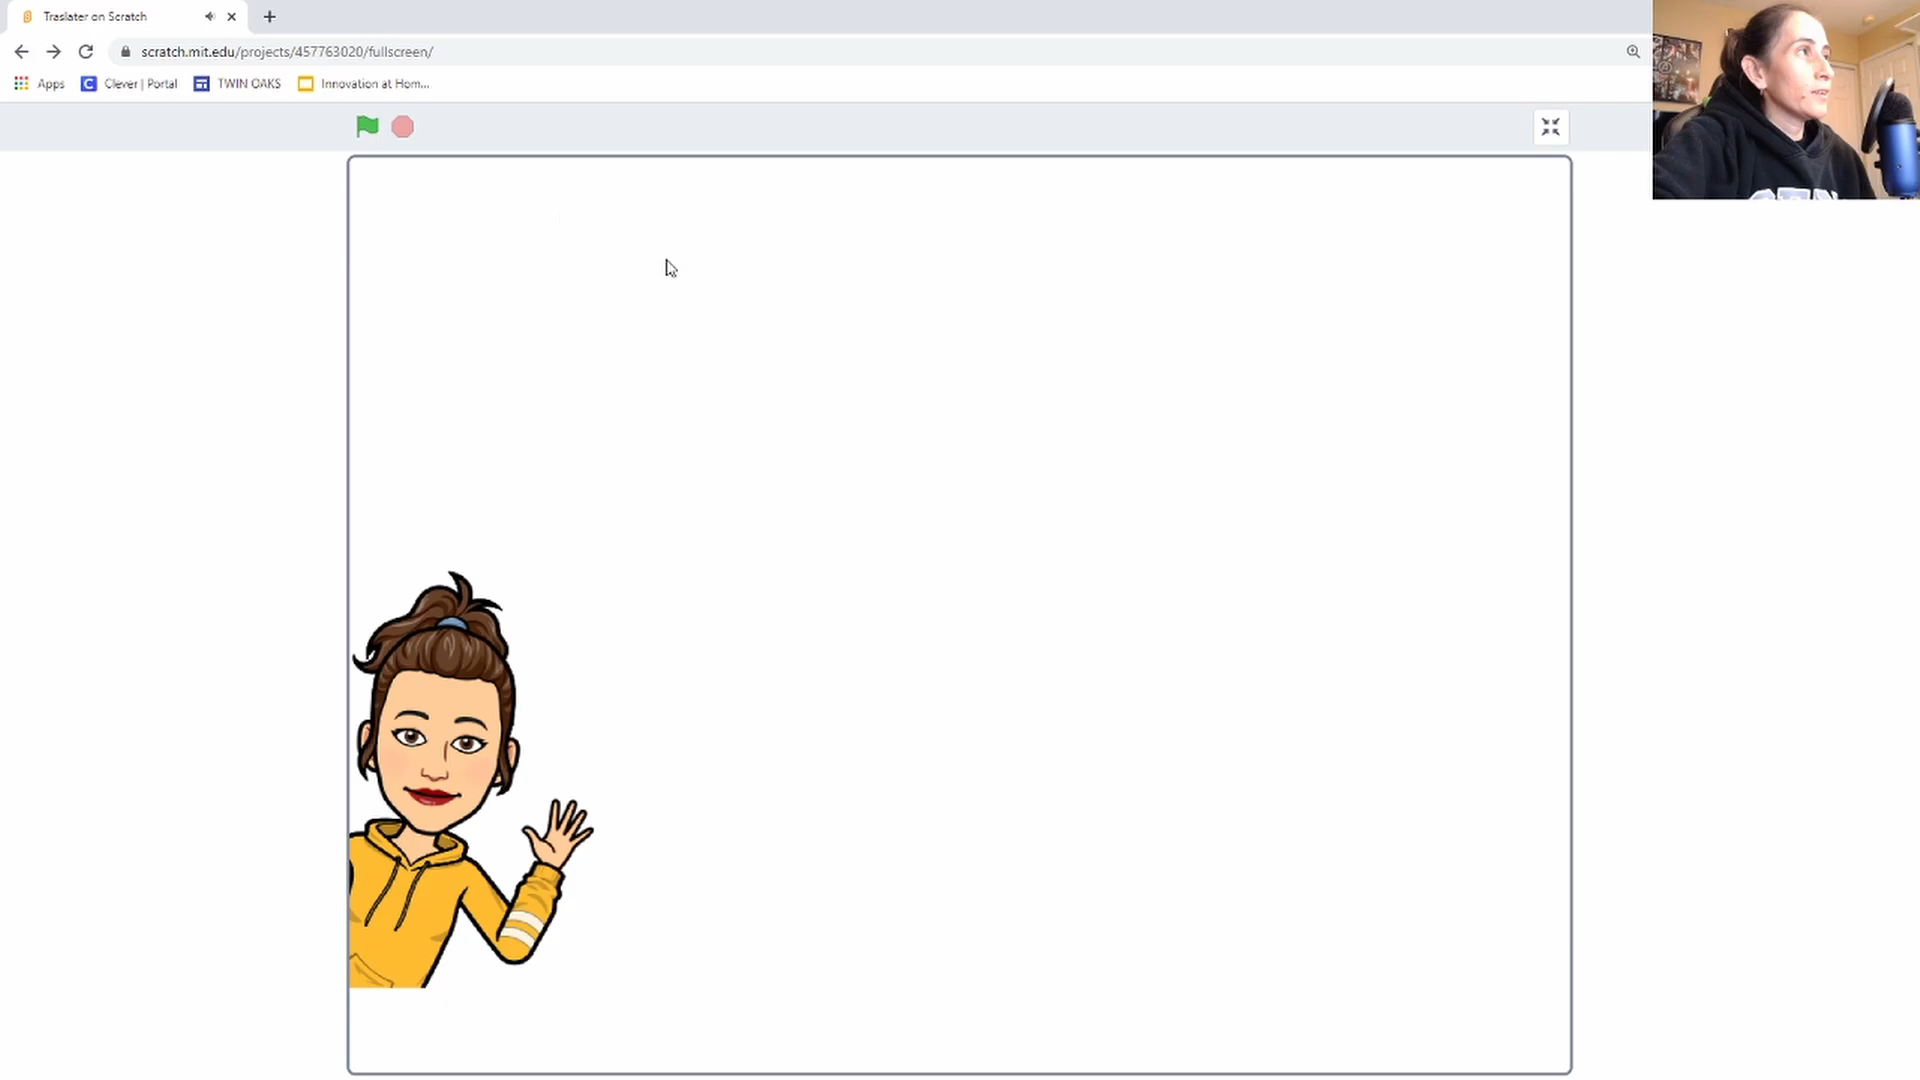 Traslater on Scratch
scratch.mit.edu/projects/457763020/fullscreen/
Apps
Clever | Portal
TWIN OAKS
Innovation at Hom...